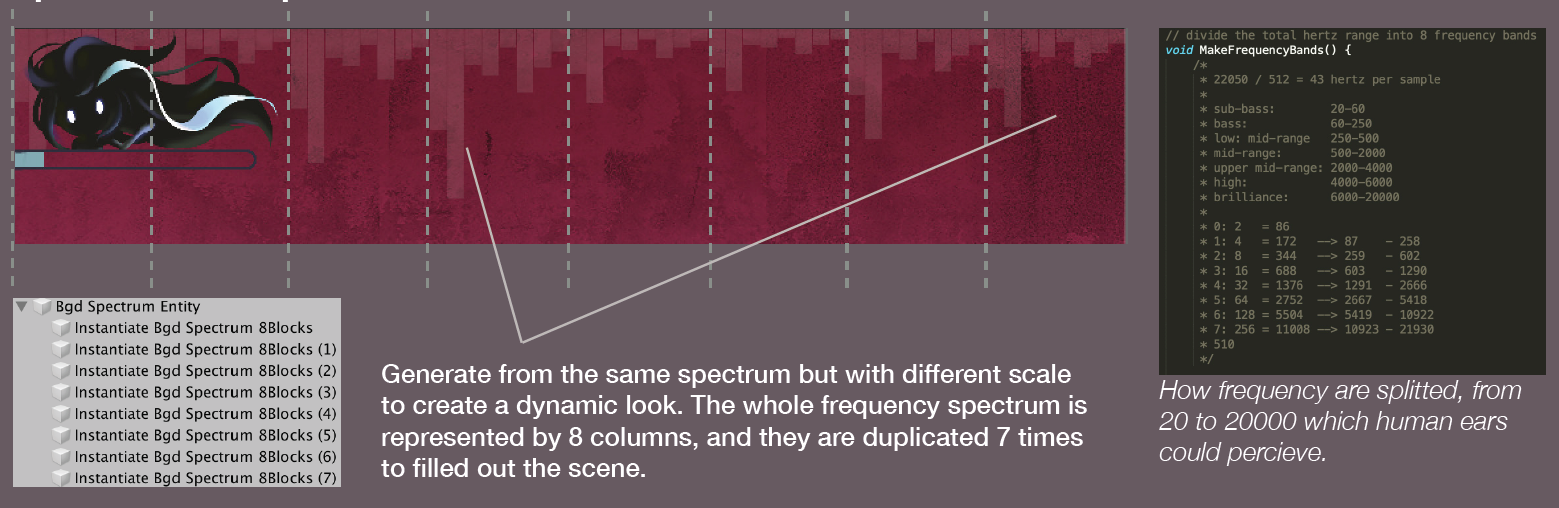 // divide the total hertz range into 8 frequency bands
void MakeFrequencyBands() {
/*
* 22050 / 512 = 43 hertz per sample
*
* sub-bass: 20-60
* bass: 60-250
* low: mid-range 250-500
* mid-range: 500-2000
* upper mid-range: 2000-4000
* high: 4000-6000
* brilliance: 6000-20000
*
* 0: 2 = 86
* 1: 4 = 172 --> 87 - 258
* 2: 8 = 344 --> 259 - 602
* 3: 16 = 688 --> 603 - 1290
* 4: 32 = 1376 --> 1291 - 2666
* 5: 64 = 2752 --> 2667 - 5418
* 6: 128 = 5504 --> 5419 - 10922
* 7: 256 = 11008 --> 10923 - 21930
* 510
*/
Bgd Spectrum Entity
Instantiate Bgd Spectrum 8Blocks
Instantiate Bgd Spectrum 8Blocks (1)
Instantiate Bgd Spectrum 8Blocks (2)
Instantiate Bgd Spectrum 8Blocks (3)
Instantiate Bgd Spectrum 8Blocks (4)
Instantiate Bgd Spectrum 8Blocks (5)
Instantiate Bgd Spectrum 8Blocks (6)
Instantiate Bgd Spectrum 8Blocks (7)
Generate from the same spectrum but with different scale
to create a dynamic look. The whole frequency spectrum is
represented by 8 columns, and they are duplicated 7 times
to filled out the scene.
How frequency are splitted, from
20 to 20000 which human ears
could percieve.